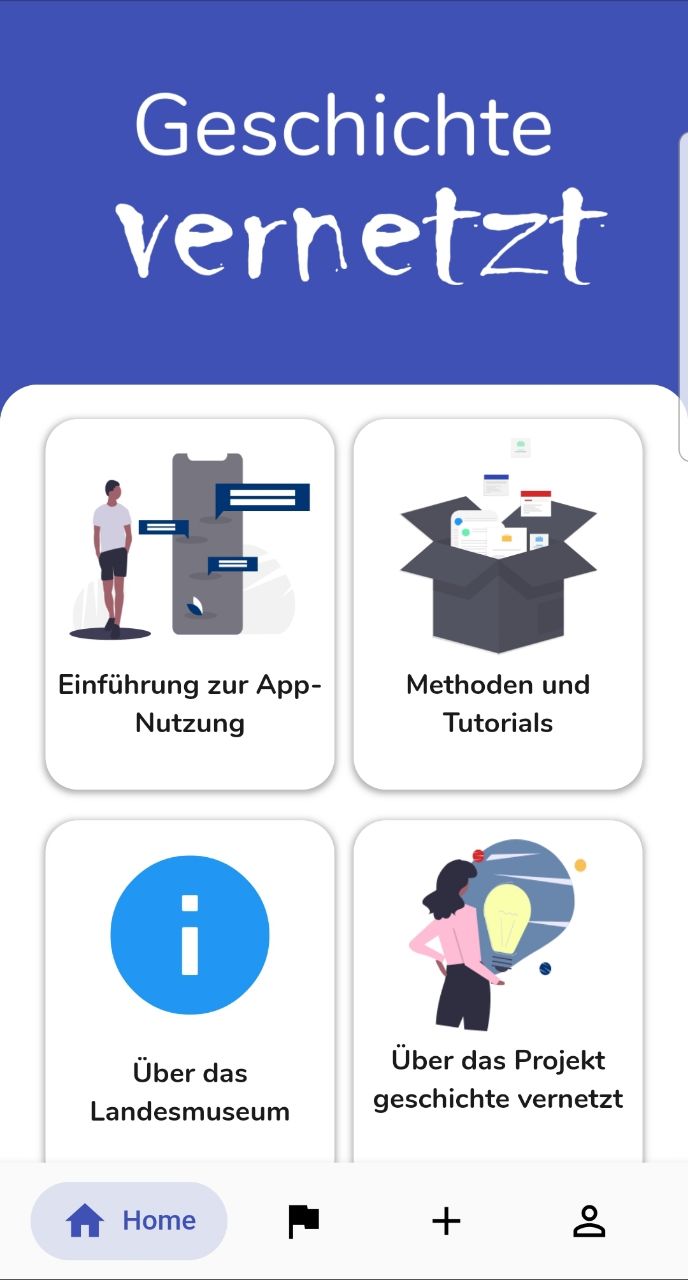 Geschichte
vernetzt
Einführung zur App-
Nutzung
Methoden und
Tutorials
Über das
Landesmuseum
Über das Projekt
geschichte vernetzt
Home